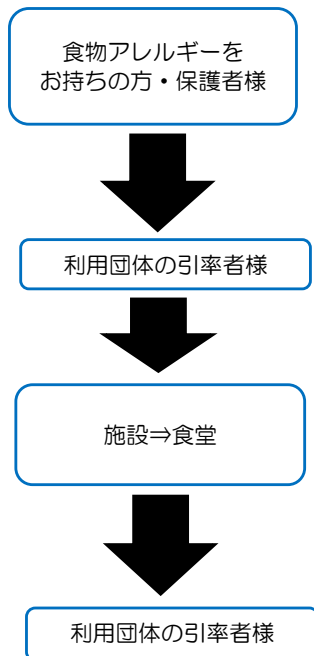 食物アレルギーを
お持ちの方・保護者様
利用団体の引率者様
施設⇒食堂
利用団体の引率者様